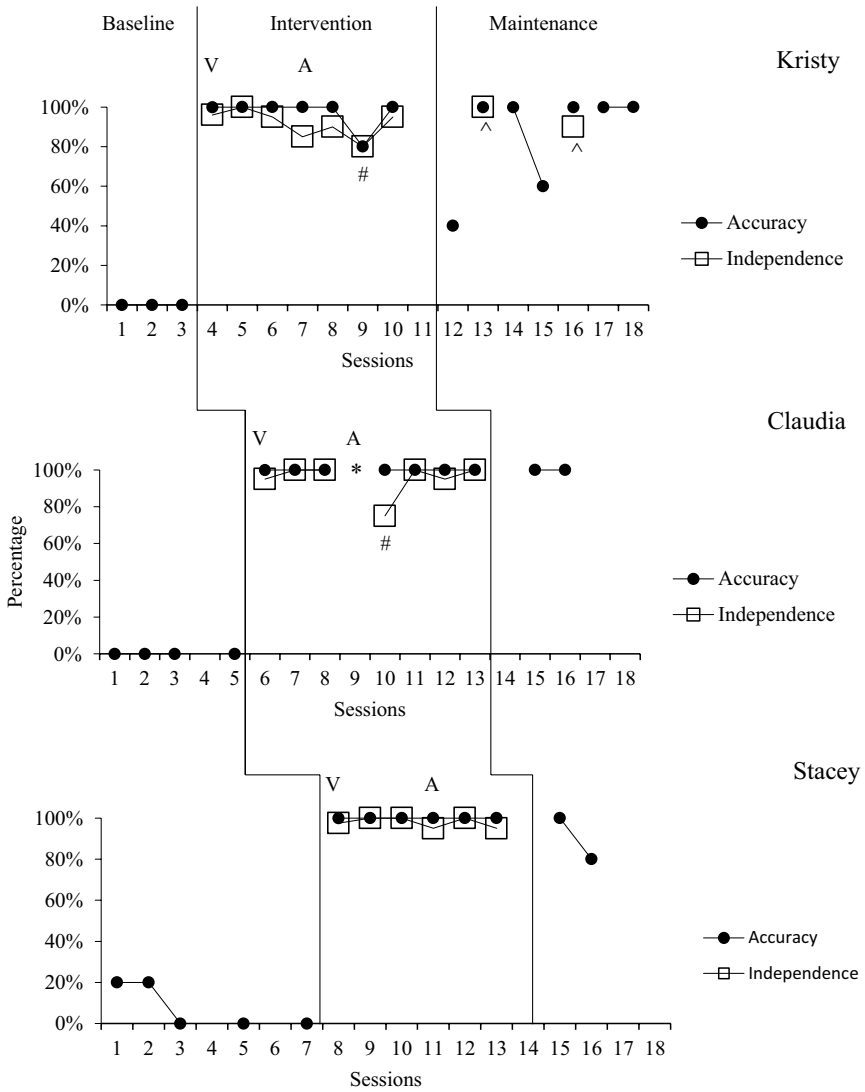 Baseline Intervention Maintenance
Kristy
V A
100%
80%
60%
40%
20%
0%
#
^
^
Accuracy
Independence
1 2 3 4 5 6 7 8 9 10 11 12 13 14 15 16 17 18
Sessions
Claudia
V A
100%
80%
60%
40%
20%
0%
*
#
Percentage
Accuracy
Independence
1 2 3 4 5 6 7 8 9 10 11 12 13 14 15 16 17 18
Sessions
Stacey
V A
100%
80%
60%
40%
20%
0%
Accuracy
Independence
1 2 3 4 5 6 7 8 9 10 11 12 13 14 15 16 17 18
Sessions